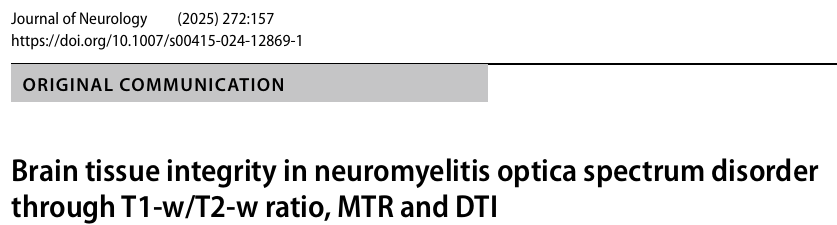 Journal of Neurology (2025) 272:157
https://doi.org/10.1007/s00415-024-12869-1
ORIGINAL COMMUNICATION
Brain tissue integrity in neuromyelitis optica spectrum disorder
through T1-w/T2-w ratio, MTR and DTI